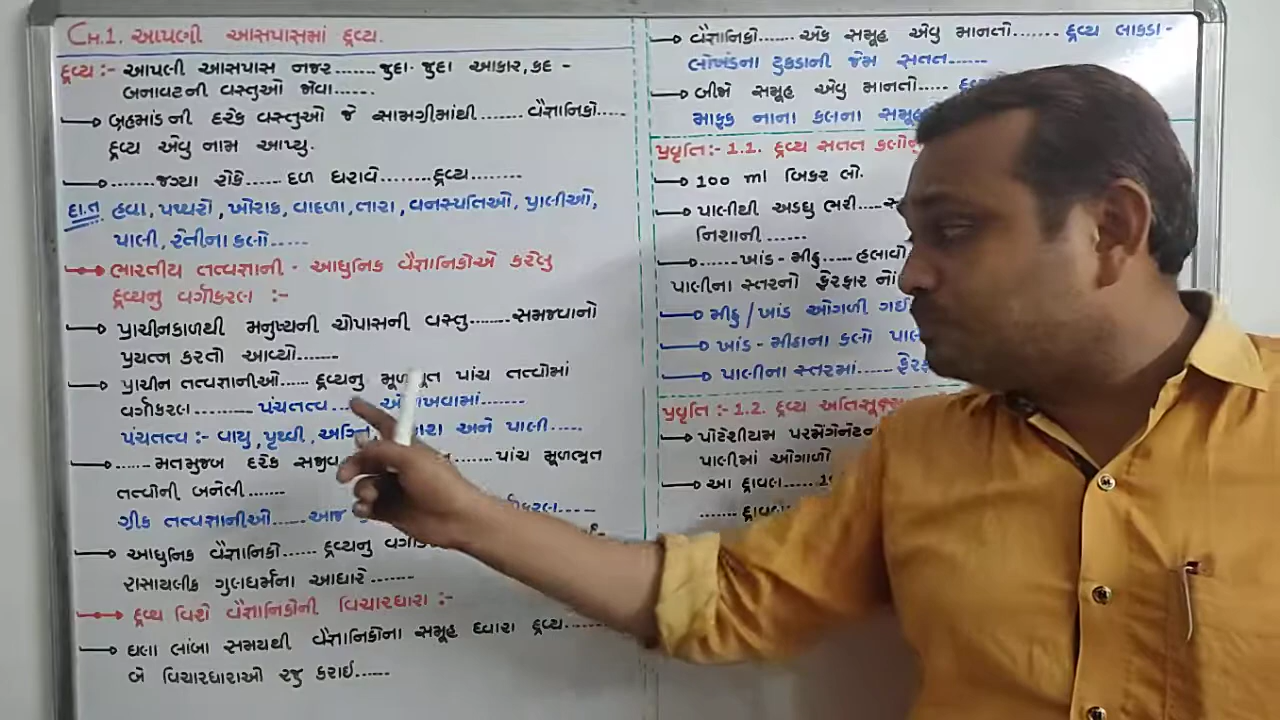 CH.1. આપણી આસપાસમાં દ્રવ્ય.
દ્રવ્ય :- આપણી આસપાસ નજર....... જુદા. જુદા આકાર, કદ -
બનાવટની વસ્તુઓ જોવા......
બ્રહ્માંડ ની દરેક વસ્તુઓ જે સામગ્રીમાંથી....... વૈજ્ઞાનિકો.....
દ્રવ્ય એવુ નામ આપ્યુ.
....... જગ્યા રોકે...... દળ ધરાવે........ દ્રવ્ય........
દા.ત હવા, પથ્થરો, ખોરાક, વાદળા, તારા, વનસ્પતિઓ, પ્રાણીઓ,
પાણી, રેતીના કણો.....
ભારતીય તત્વજ્ઞાની - આધુનિક વૈજ્ઞાનિકોએ કરેલુ
દ્રવ્યનુ વર્ગીકરણ :-
પ્રાચીનકાળથી મનુષ્યની ચોપાસની વસ્તુ....... સમજવાનો
પ્રયત્ન કરતો આવ્યો.......
પ્રાચીન તત્વજ્ઞાનીઓ..... દ્રવ્યનુ પાંચ તત્વોમાં
વર્ગીકરણ.......... પંચતત્વ...
પંચતત્વ :- વાયુ, પૃથ્વી, અગ્નિ, અને પાણી.....
...... મતમુજબ દરેક ....... પાંચ મૂળભૂત
તત્વોની બનેલી.......
ગ્રીક તત્વજ્ઞાનીઓ...... આજ
આધુનિક વૈજ્ઞાનિકો...... દ્રવ્યનુ
રાસાયણીક ગુણધર્મના આધારે.......
દ્રવ્ય વિશે વૈજ્ઞાનિકોની વિચારધારા :-
ઘણા લાંબા સમયથી વૈજ્ઞાનિકોના સમૂહ દ્વારા દ્રવ્ય.......
બે વિચારધારાઓ રજુ કરાઇ......
વૈજ્ઞાનિકો...... એક સમૂહ એવુ માનતો....... દ્રવ્ય લાકડા -
લોખંડના ટુકડાની જેમ સતત......
બીજો સમૂહ એવુ માનતો.....
માફક નાના કણના
પ્રવૃતિ :- 1.1. દ્રવ્ય સતત
100 ml બિકર લો.
પાણીથી અડધુ ભરી....
નિશાની......
...... ખાંડ - મીઠુ..... હલાવો
પાણીના સ્તરનો ફેરફાર
મીઠુ / ખાંડ ઓગળી
ખાંડ - મીઠાના કણો
પાણીના સ્તરમાં.....
પ્રવૃતિ :- 1.2. દ્રવ્ય
પોટેશીયમ
પાણીમાં ઓગાળો
આ દ્રાવણ.....
.......